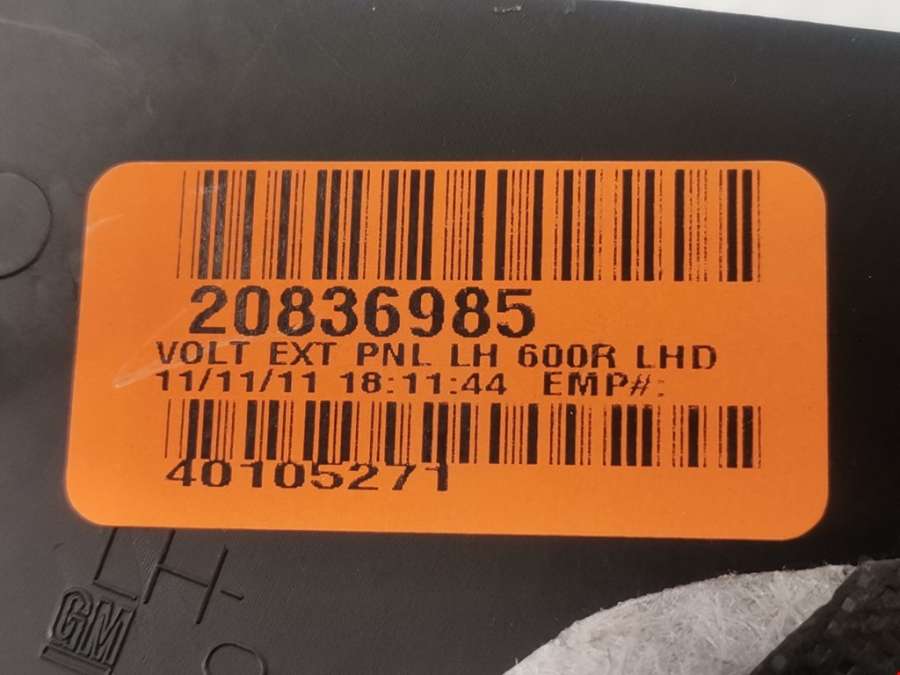 20836985
VOLT EXT PNL LH 600R LHD
11/11/11 18:11:44 EMP#:
40105271
LH
GM